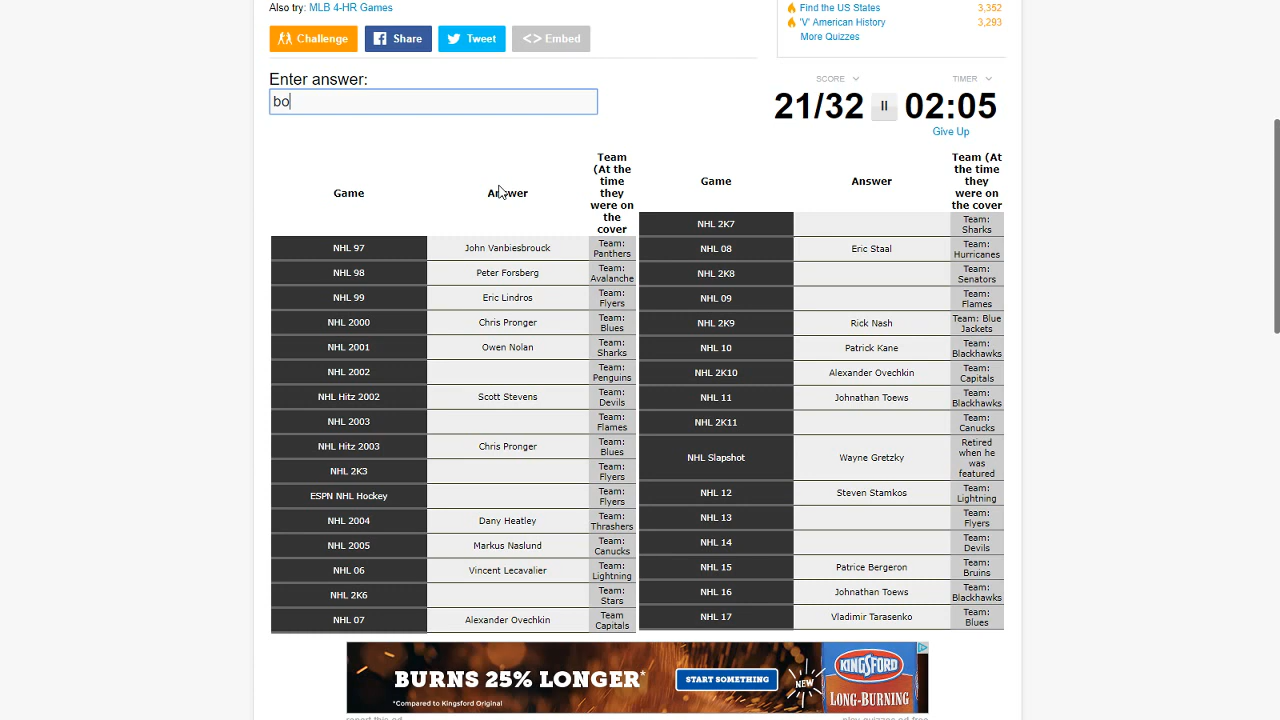 Also try: MLB 4-HR Games
Challenge
Share
Tweet
<> Embed
Find the US States 3,352
'V' American History 3,293
More Quizzes
Enter answer:
bo
SCORE
TIMER
21/32
02:05
Give Up
Game Answer Team (At the time they were on the cover
NHL 97 John Vanbiesbrouck Team: Panthers
NHL 98 Peter Forsberg Team: Avalanche
NHL 99 Eric Lindros Team: Flyers
NHL 2000 Chris Pronger Team: Blues
NHL 2001 Owen Nolan Team: Sharks
NHL 2002 Team: Penguins
NHL Hitz 2002 Scott Stevens Team: Devils
NHL 2003 Team: Flames
NHL Hitz 2003 Chris Pronger Team: Blues
NHL 2K3 Team: Flyers
ESPN NHL Hockey Team: Flyers
NHL 2004 Dany Heatley Team: Thrashers
NHL 2005 Markus Naslund Team: Canucks
NHL 06 Vincent Lecavalier Team: Lightning
NHL 2K6 Team: Stars
NHL 07 Alexander Ovechkin Team Capitals
Game Answer Team (At the time they were on the cover
NHL 2K7 Team: Sharks
NHL 08 Eric Staal Team: Hurricanes
NHL 2K8 Team: Senators
NHL 09 Team: Flames
NHL 2K9 Rick Nash Team: Blue Jackets
NHL 10 Patrick Kane Team: Blackhawks
NHL 2K10 Alexander Ovechkin Team: Capitals
NHL 11 Johnathan Toews Team: Blackhawks
NHL 2K11 Team: Canucks
NHL Slapshot Wayne Gretzky Retired when he was featured
NHL 12 Steven Stamkos Team: Lightning
NHL 13 Team: Flyers
NHL 14 Team: Devils
NHL 15 Patrice Bergeron Team: Bruins
NHL 16 Johnathan Toews Team: Blackhawks
NHL 17 Vladimir Tarasenko Team: Blues
BURNS 25% LONGER*
*Compared to Kingsford Original
START SOMETHING
NEW
KINGSFORD
LONG-BURNING
report this ad
play quizzes ad free